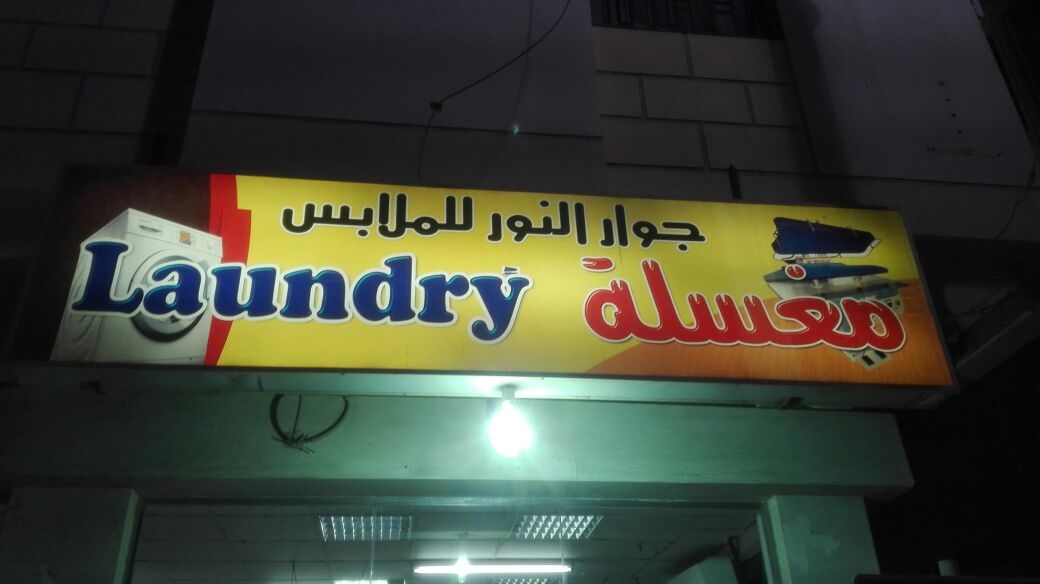 جوار النور للملابس
مغسلة
Laundry